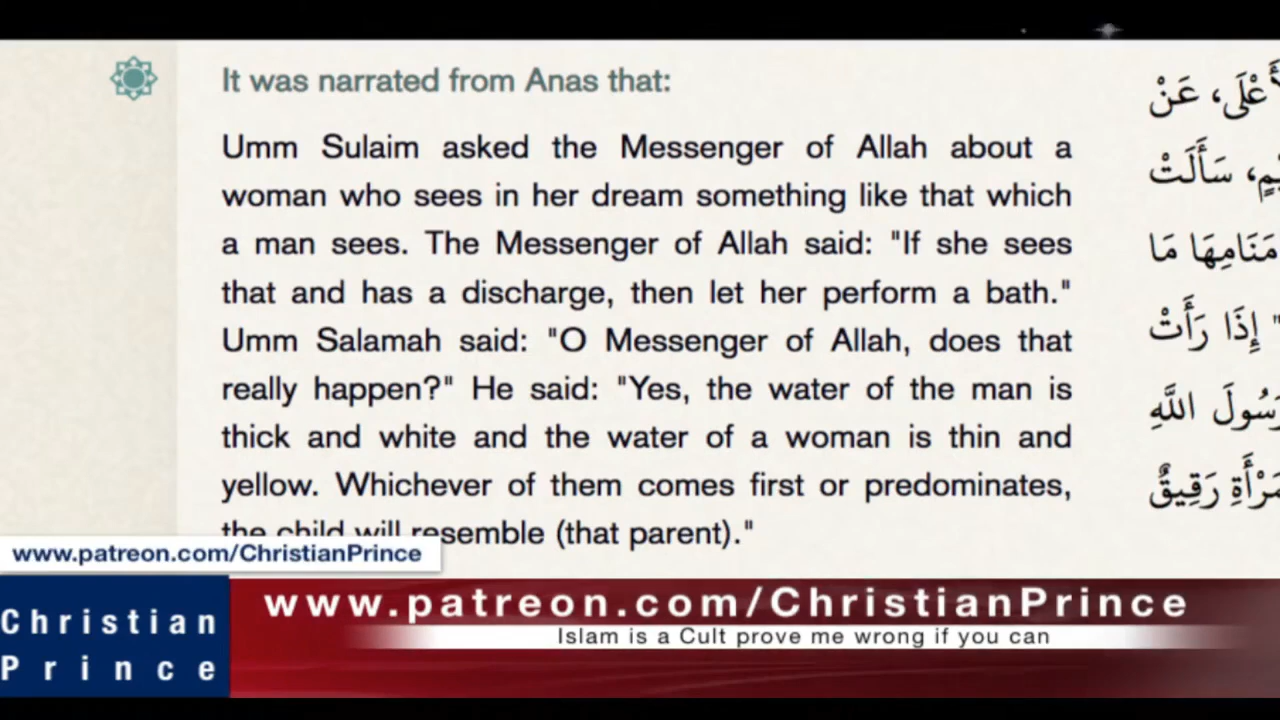 It was narrated from Anas that:
Umm Sulaim asked the Messenger of Allah about a
woman who sees in her dream something like that which
a man sees. The Messenger of Allah said: "If she sees
that and has a discharge, then let her perform a bath."
Umm Salamah said: "O Messenger of Allah, does that
really happen?" He said: "Yes, the water of the man is
thick and white and the water of a woman is thin and
yellow. Whichever of them comes first or predominates,
the child will resemble (that parent)."
عَنْ
سَأَلَتْ
مَنَامِهَا مَا
" إِذَا رَأَتْ
اللَّهِ
رَقِيقٌ
www.patreon.com/ChristianPrince
Christian
Prince
www.patreon.com/ChristianPrince
Islam is a Cult prove me wrong if you can